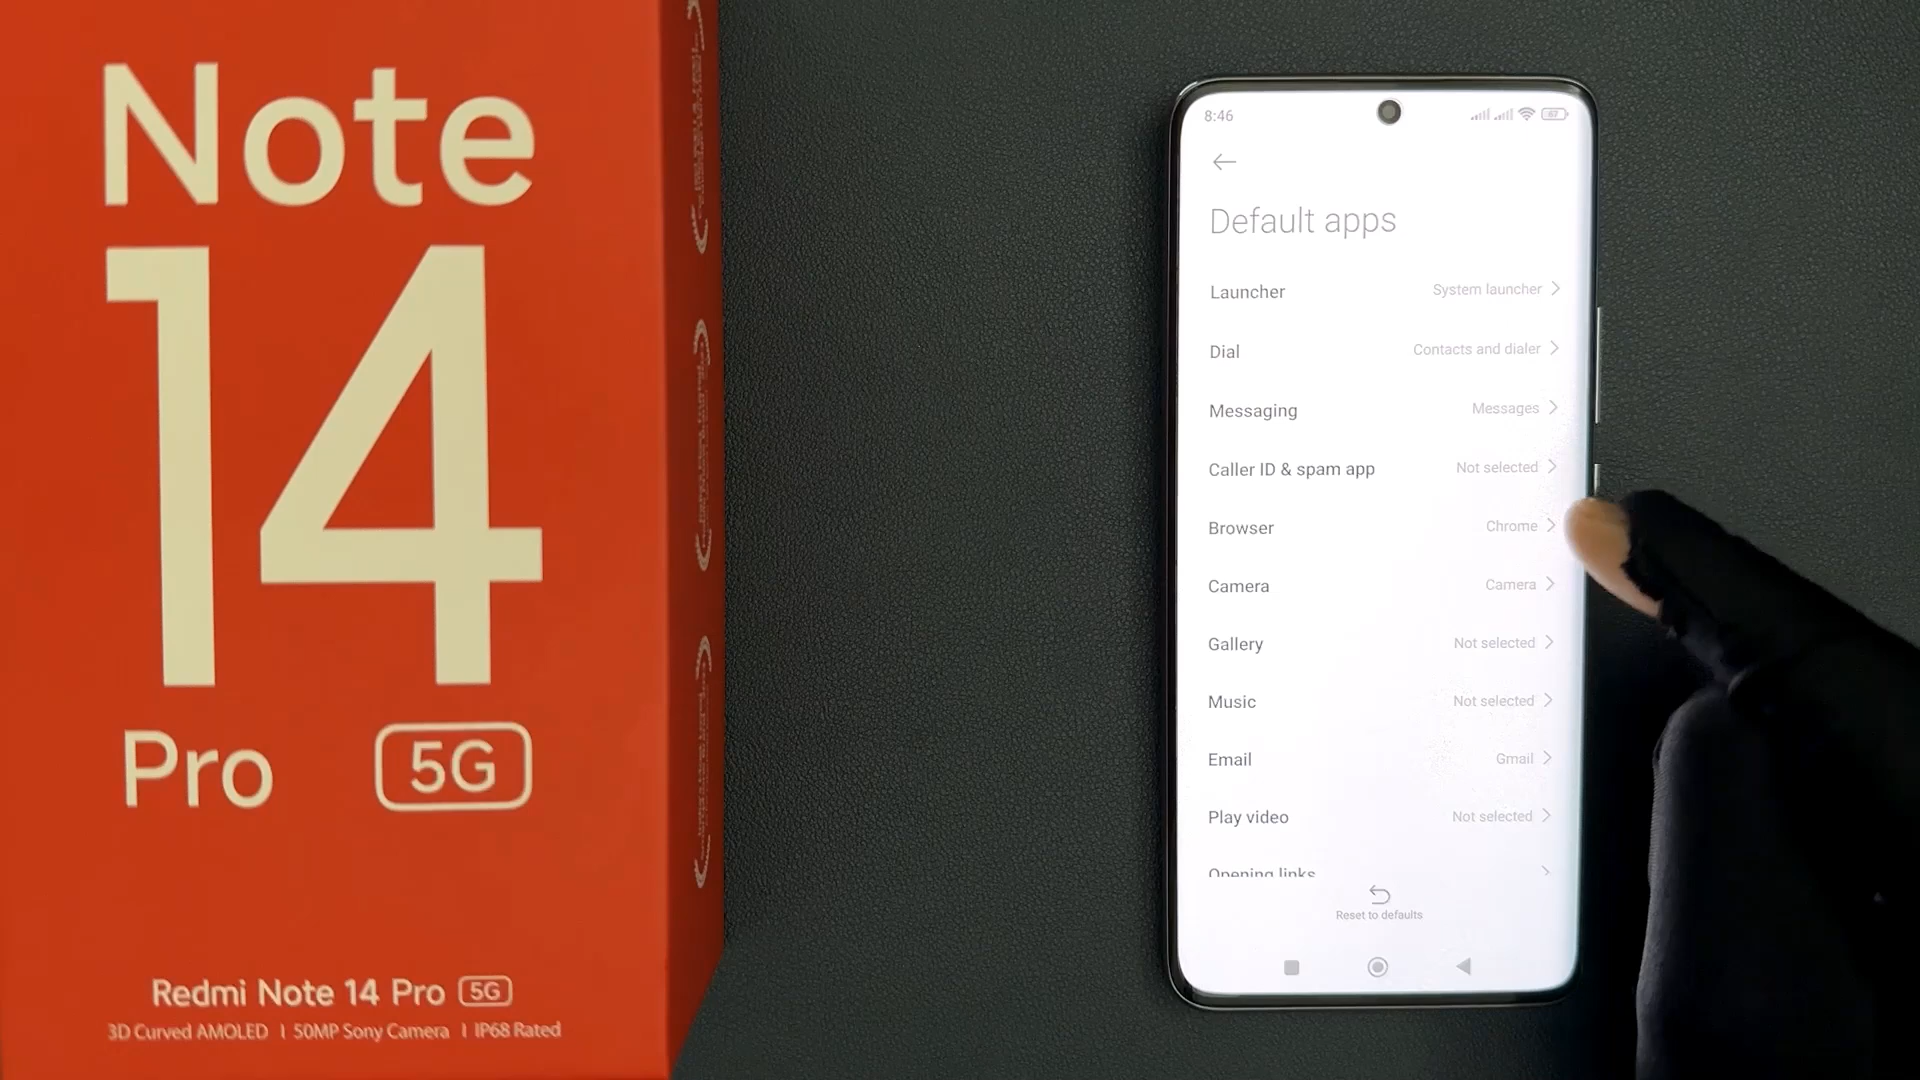 Note
14
Pro 5G
Redmi Note 14 Pro 5G
3D Curved AMOLED I 50MP Sony Camera I IP68 Rated
8:46
67
Default apps
Launcher System launcher
Dial Contacts and dialer
Messaging Messages
Caller ID & spam app Not selected
Browser Chrome
Camera Camera
Gallery Not selected
Music Not selected
Email Gmail
Play video Not selected
Opening links
Reset to defaults